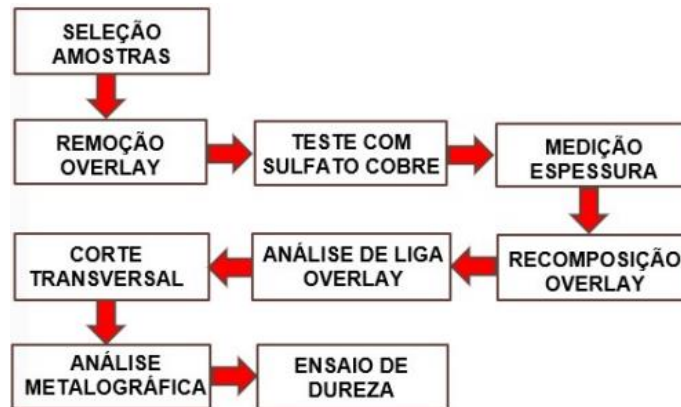 SELEÇÃO
AMOSTRAS
REMOÇÃO
OVERLAY
TESTE COM
SULFATO COBRE
MEDIÇÃO
ESPESSURA
RECOMPOSIÇÃO
OVERLAY
ANÁLISE DE LIGA
OVERLAY
CORTE
TRANSVERSAL
ANÁLISE
METALOGRÁFICA
ENSAIO DE
DUREZA